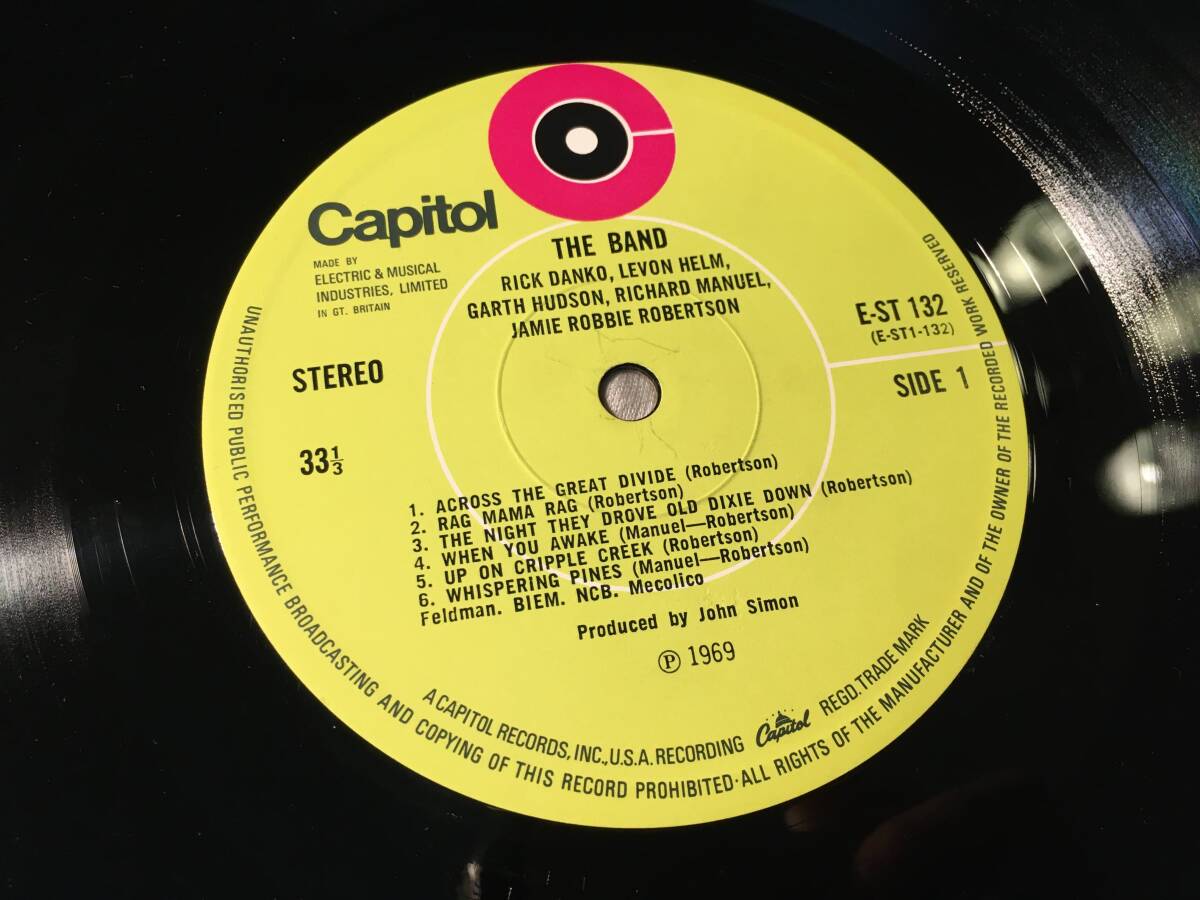 Capitol
MADE BY
ELECTRIC & MUSICAL
INDUSTRIES, LIMITED
IN GT. BRITAIN
THE BAND
RICK DANKO, LEVON HELM,
GARTH HUDSON, RICHARD MANUEL,
JAMIE ROBBIE ROBERTSON
E-ST 132
(E-ST1-132)
STEREO
SIDE 1
33 1/3
1. ACROSS THE GREAT DIVIDE (Robertson)
2. RAG MAMA RAG (Robertson)
3. THE NIGHT THEY DROVE OLD DIXIE DOWN (Robertson)
4. WHEN YOU AWAKE (Manuel—Robertson)
5. UP ON CRIPPLE CREEK (Robertson)
6. WHISPERING PINES (Manuel—Robertson)
Feldman. BIEM. NCB. Mecolico
Produced by John Simon
Ⓟ 1969
A CAPITOL RECORDS, INC., U.S.A. RECORDING Capitol REGD. TRADE MARK
UNAUTHORISED PUBLIC PERFORMANCE BROADCASTING AND COPYING OF THIS RECORD PROHIBITED·ALL RIGHTS OF THE MANUFACTURER AND OF THE OWNER OF THE RECORDED WORK RESERVED